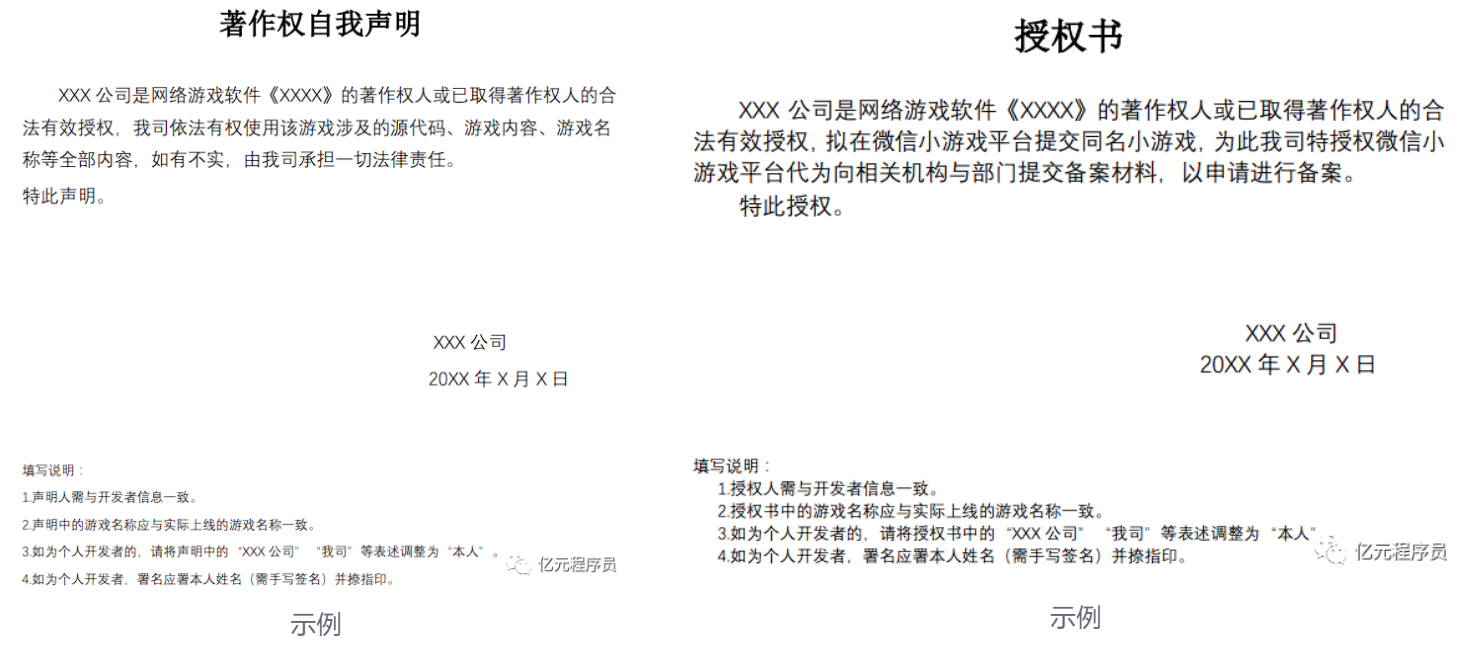 著作权自我声明
XXX 公司是网络游戏软件《XXXX》的著作权人或已取得著作权人的合
法有效授权，我司依法有权使用该游戏涉及的源代码、游戏内容、游戏名
称等全部内容，如有不实，由我司承担一切法律责任。
特此声明。
XXX 公司
20XX 年 X 月 X 日
填写说明：
1.声明人需与开发者信息一致。
2.声明中的游戏名称应与实际上线的游戏名称一致。
3.如为个人开发者的，请将声明中的“XXX 公司” “我司”等表述调整为“本人”。
4.如为个人开发者，署名应署本人姓名（需手写签名）并撩指印。
亿元程序员
示例
授权书
XXX 公司是网络游戏软件《XXXX》的著作权人或已取得著作权人的合
法有效授权，拟在微信小游戏平台提交同名小游戏，为此我司特授权微信小
游戏平台代为向相关机构与部门提交备案材料，以申请进行备案。
特此授权。
XXX 公司
20XX 年 X 月 X 日
填写说明：
1.授权人需与开发者信息一致。
2.授权书中的游戏名称应与实际上线的游戏名称一致。
3.如为个人开发者的，请将授权书中的“XXX 公司” “我司”等表述调整为“本人”
4.如为个人开发者，署名应署本人姓名（需手写签名）并撩指印。
亿元程序员
示例